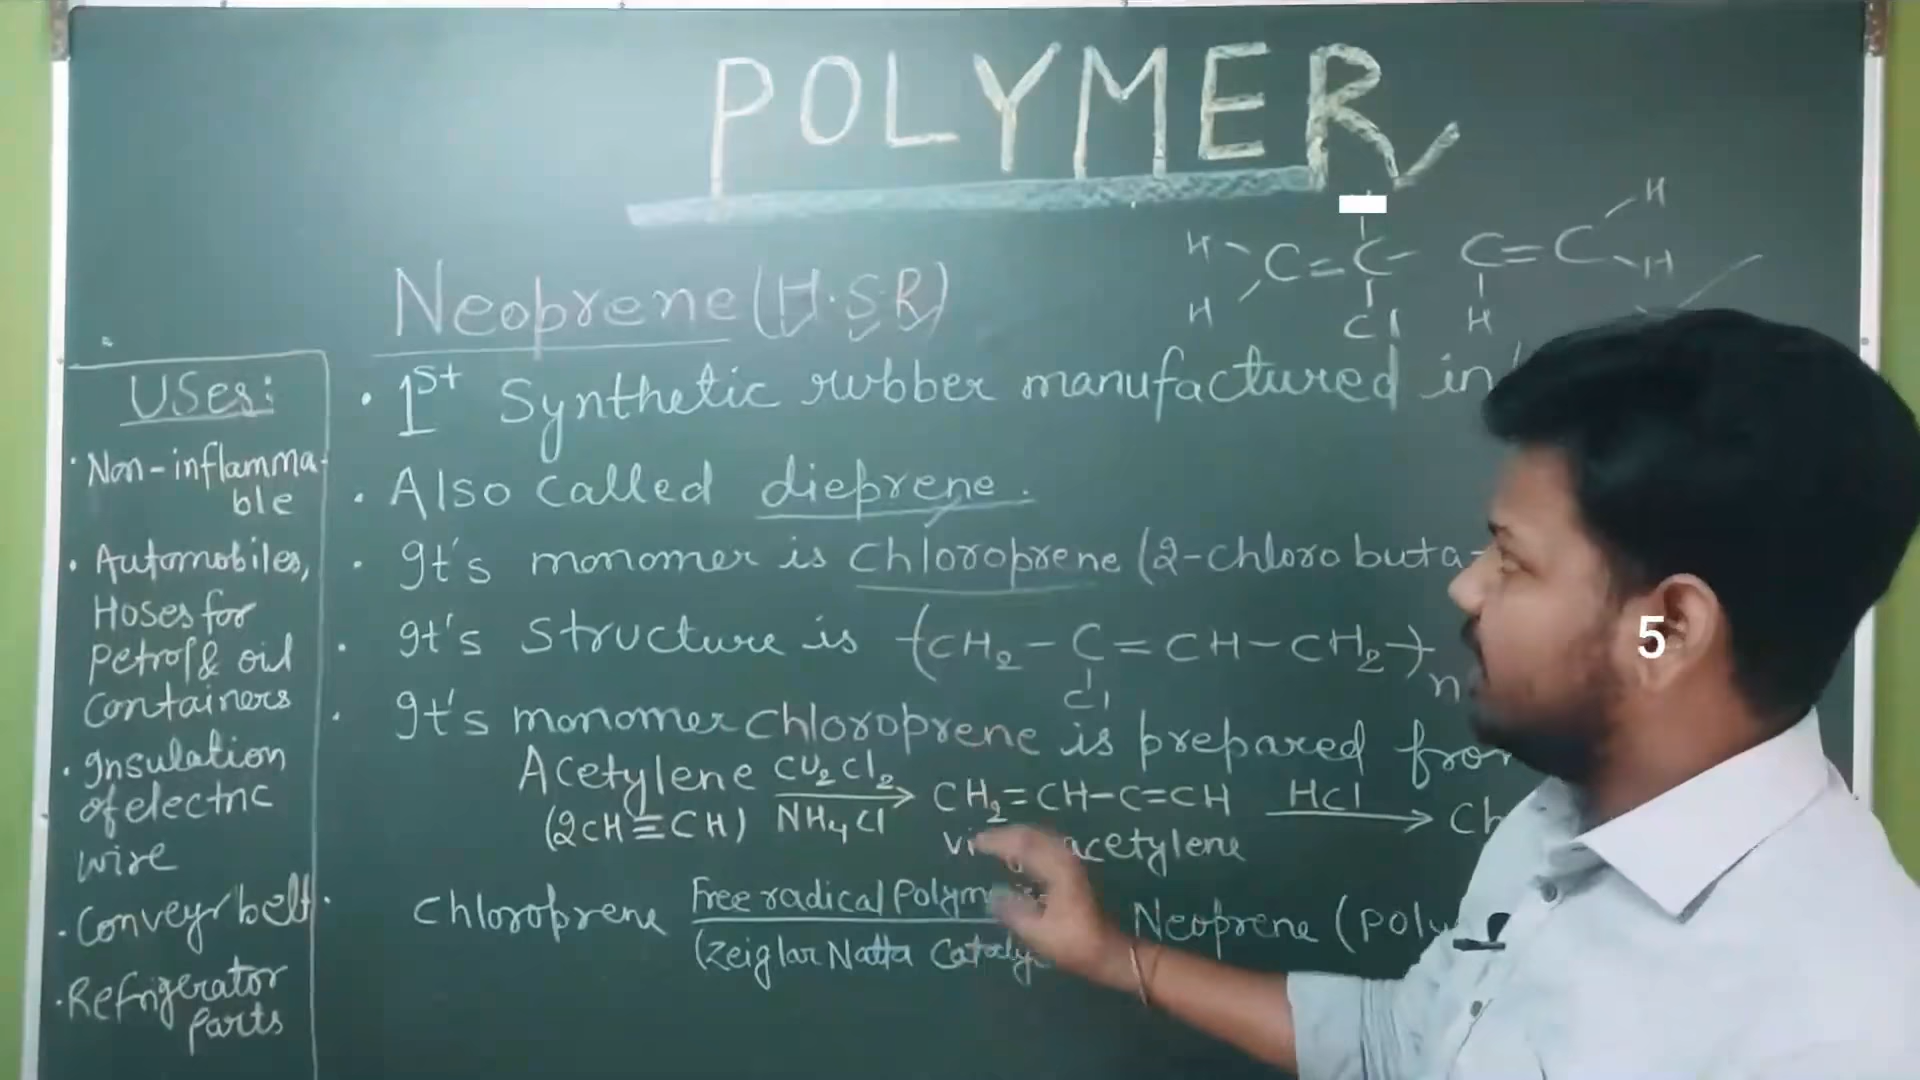 POLYMER
H C=C- C=C H
H Cl H H
Neoprene (H.S.R)
USes:
• Non-inflamma-
ble
• Automobiles,
Hoses for
Petrol & oil
Containers
• Insulation
of electric
wire
• Conveyr belt
• Refrigerator
Parts
• 1st Synthetic rubber manufactured in
• Also called dieprene.
• It's monomer is Chloroprene (2-chloro buta-
• It's structure is (CH2-C=CH-CH2)n
Cl
• It's monomer chloroprene is prepared
Acetylene CU2Cl2 CH2=CH-C=CH HCl
(2CH≡CH) NH4Cl acetylene
Chloroprene Free radical Neoprene
(Zeiglar Natta
5